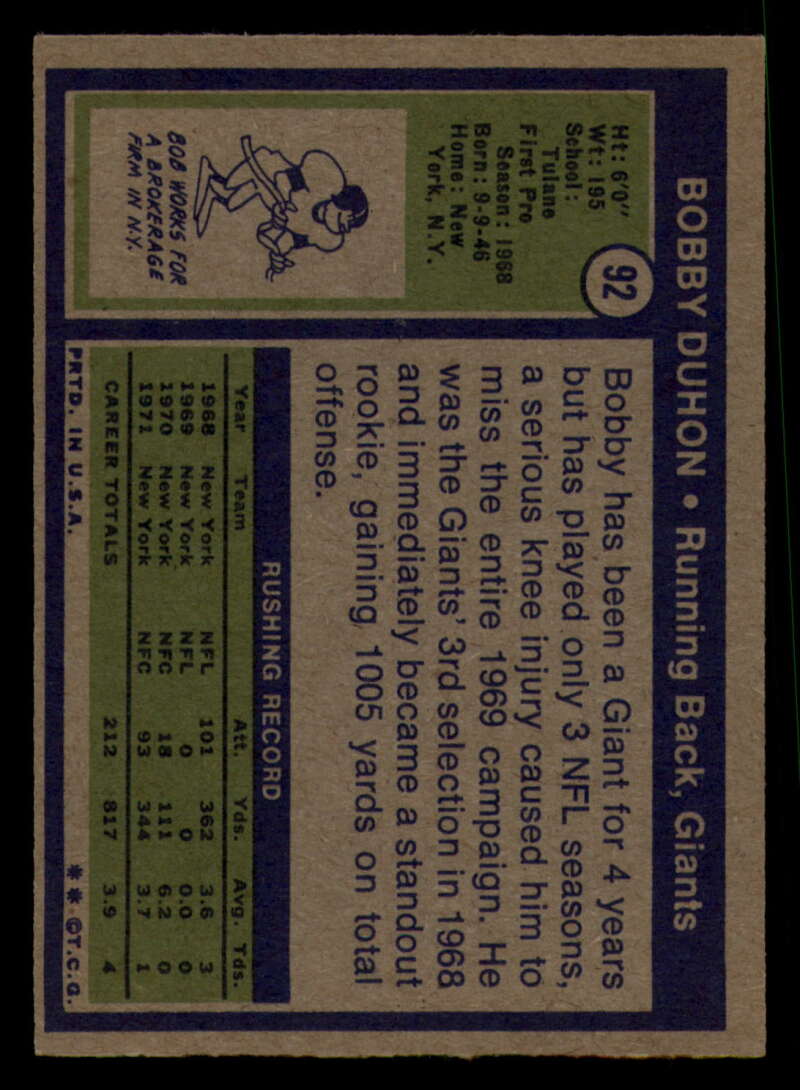 BOBBY DUHON • Running Back, Giants
92
Ht: 6'0"
Wt: 195
School:
Tulane
First Pro
Season: 1968
Born: 9-9-46
Home: New
York, N.Y.
BOB WORKS FOR
A BROKERAGE
FIRM IN N.Y.
Bobby has been a Giant for 4 years
but has played only 3 NFL seasons,
a serious knee injury caused him to
miss the entire 1969 campaign. He
was the Giants' 3rd selection in 1968
and immediately became a standout
rookie, gaining 1005 yards on total
offense.
RUSHING RECORD
Year Team Att. Yds. Avg. Tds.
1968 New York NFL 101 362 3.6 3
1969 New York NFL 0 0 0.0 0
1970 New York NFC 18 111 6.2 0
1971 New York NFC 93 344 3.7 1
CAREER TOTALS 212 817 3.9 4
PRTD. IN U.S.A. ** ©T.C.G.